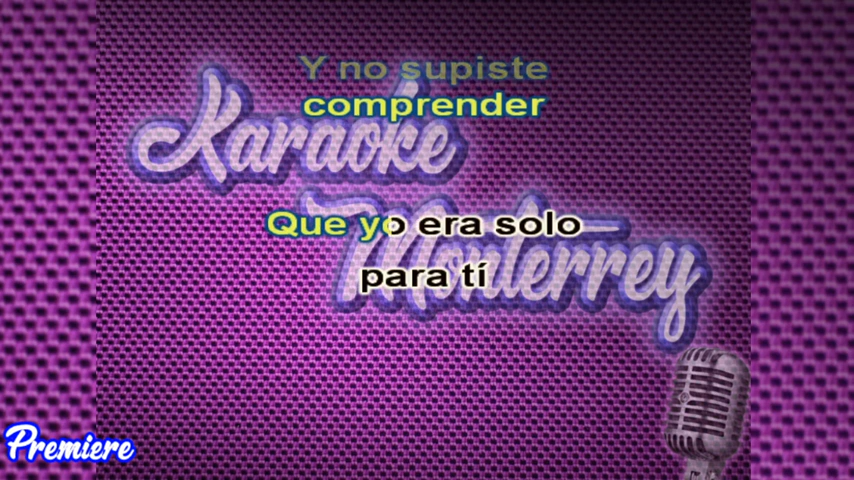 Y no supiste
comprender
Karaoke
Que yo era solo
Monterrey
para tí
Premiere